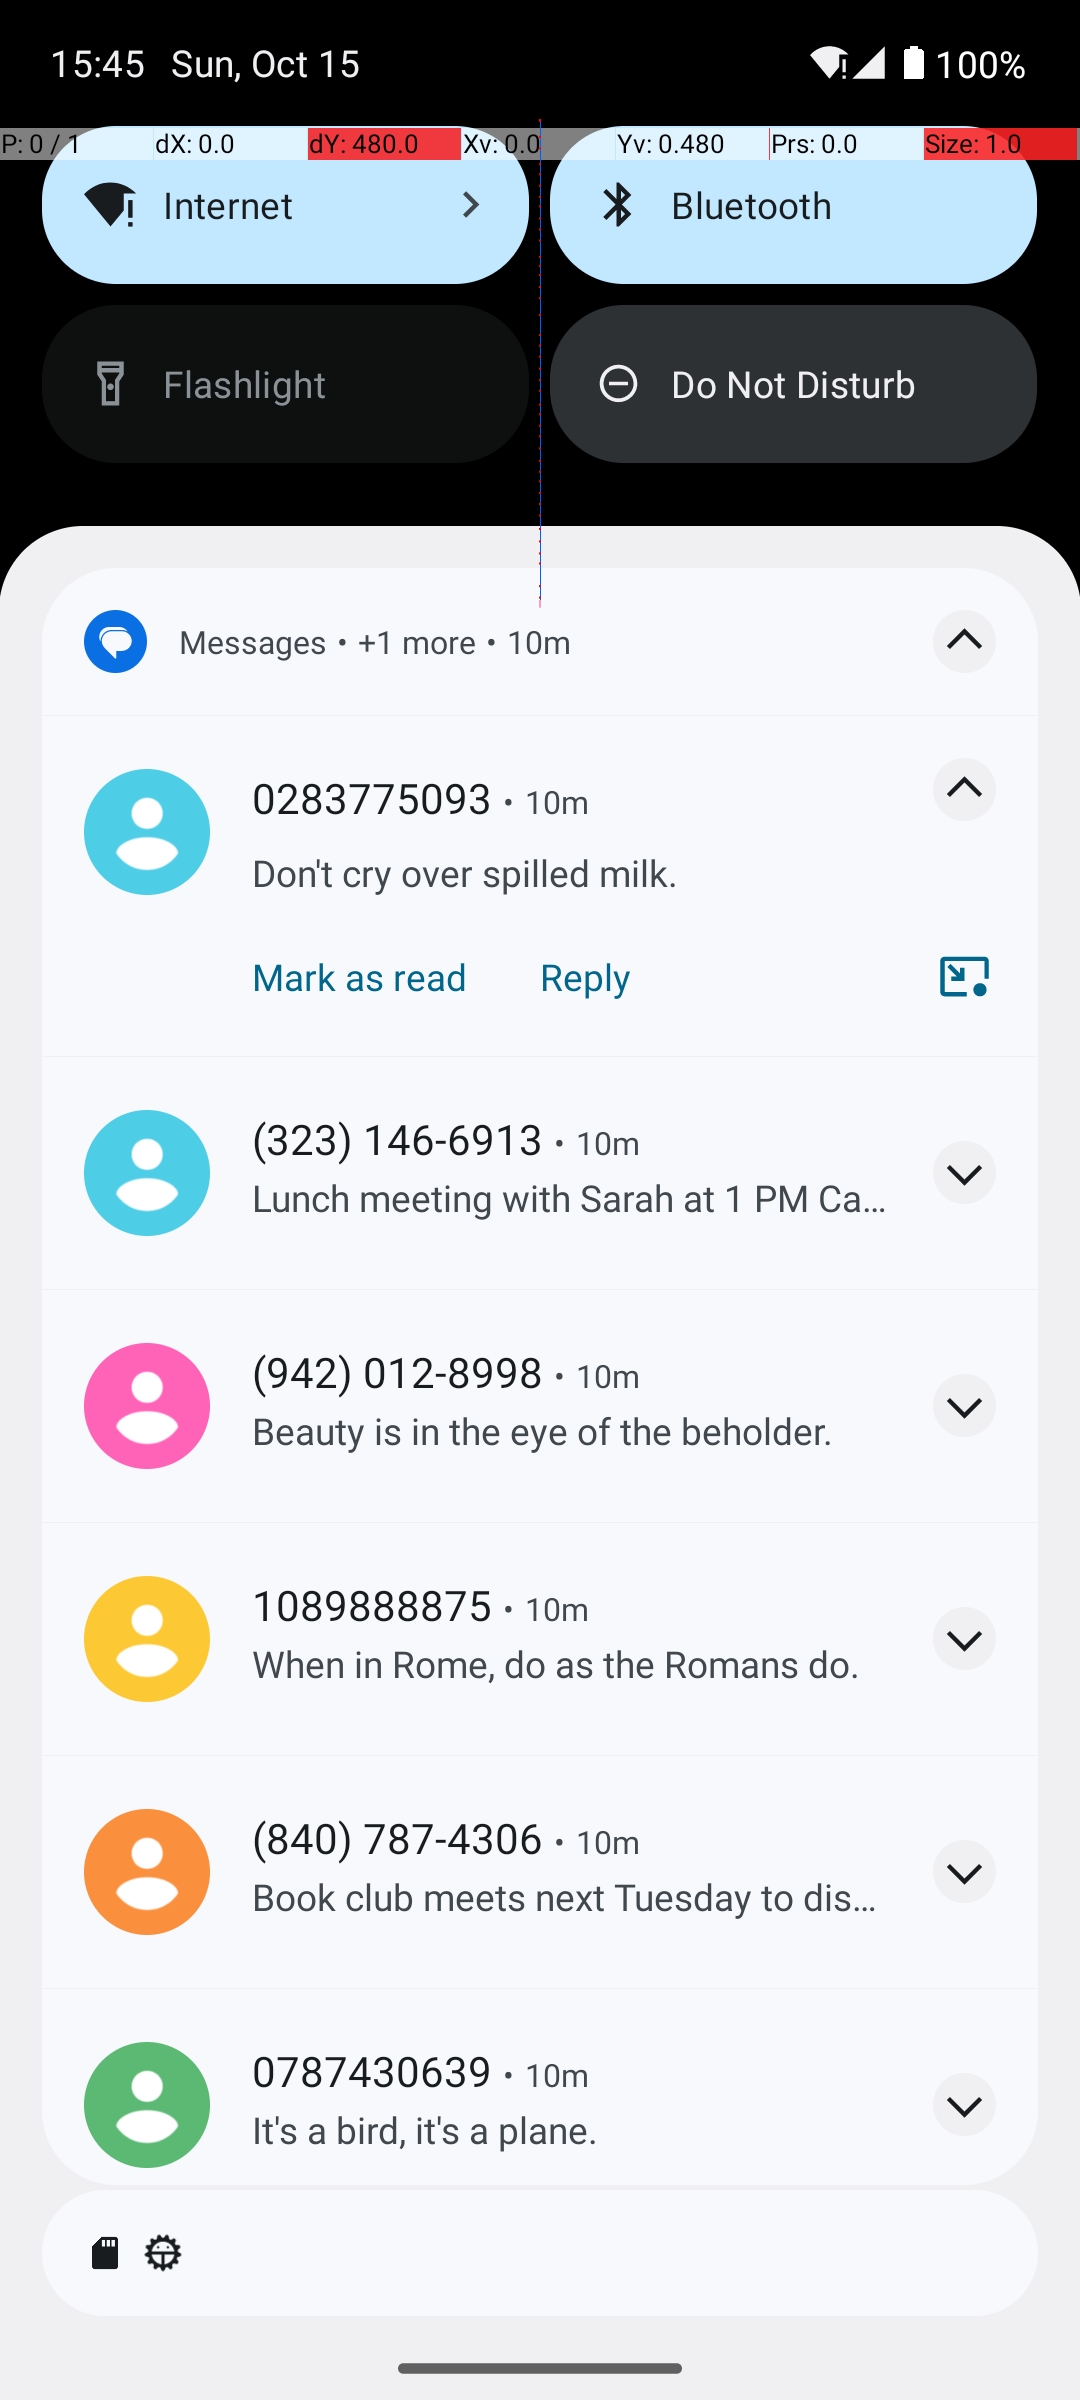 15:45 Sun, Oct 15 100%
P: 0 / 1 dX: 0.0 dY: 480.0 Xv: 0.0 Yv: 0.480 Prs: 0.0 Size: 1.0
Internet Bluetooth
Flashlight Do Not Disturb
Messages • +1 more • 10m
0283775093 • 10m
Don't cry over spilled milk.
Mark as read Reply
(323) 146-6913 • 10m
Lunch meeting with Sarah at 1 PM Ca…
(942) 012-8998 • 10m
Beauty is in the eye of the beholder.
1089888875 • 10m
When in Rome, do as the Romans do.
(840) 787-4306 • 10m
Book club meets next Tuesday to dis…
0787430639 • 10m
It's a bird, it's a plane.